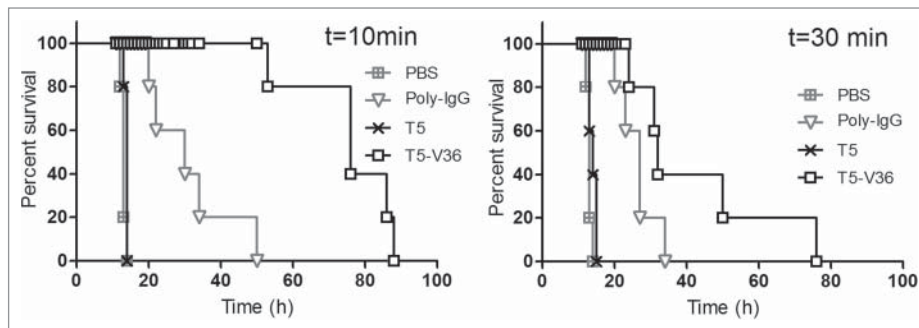 t=10min
Percent survival
100
80
60
40
20
0
0 20 40 60 80 100
Time (h)
PBS
Poly-IgG
T5
T5-V36
t=30 min
Percent survival
100
80
60
40
20
0
0 20 40 60 80 100
Time (h)
PBS
Poly-IgG
T5
T5-V36